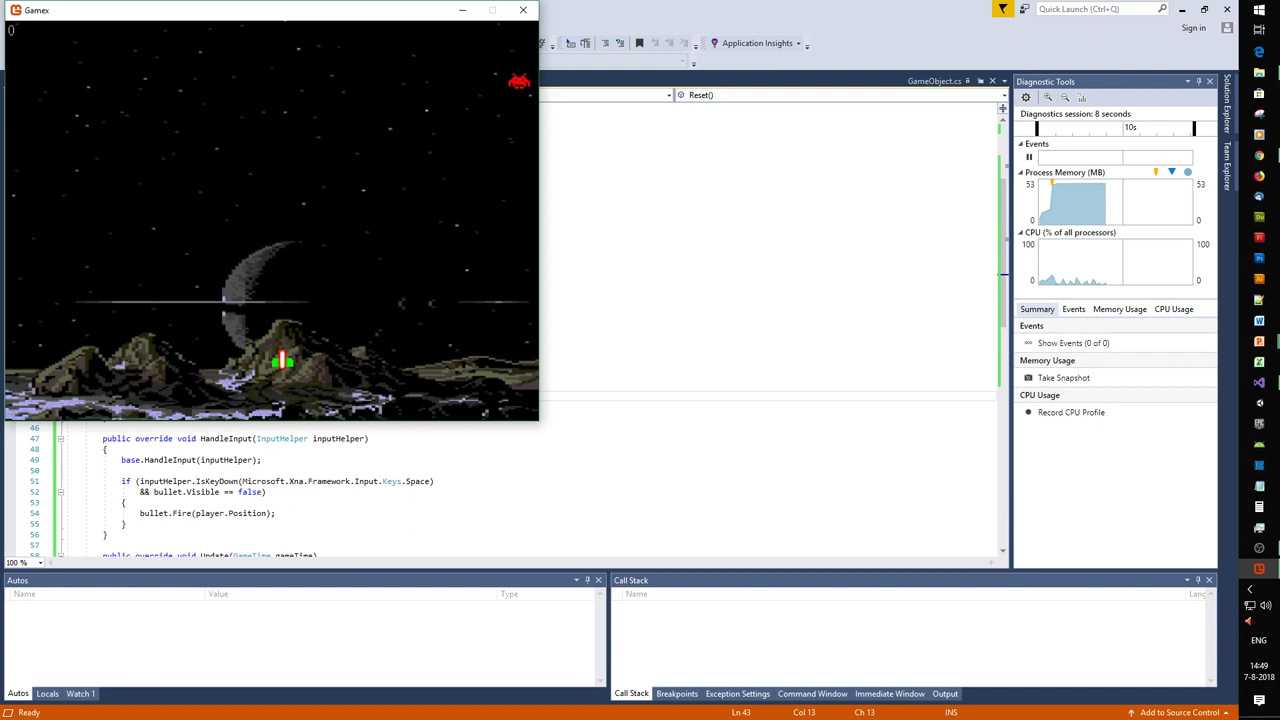 Gamex
0
Quick Launch (Ctrl+Q)
Sign in
Application Insights
GameObject.cs
Reset()
Diagnostic Tools
Diagnostics session: 8 seconds
10s
Events
Process Memory (MB)
53
53
0
0
CPU (% of all processors)
100
100
0
0
Summary
Events
Memory Usage
CPU Usage
Events
Show Events (0 of 0)
Memory Usage
Take Snapshot
CPU Usage
Record CPU Profile
Solution Explorer
Team Explorer
46
47 public override void HandleInput(InputHelper inputHelper)
48 {
49 base.HandleInput(inputHelper);
50
51 if (inputHelper.IsKeyDown(Microsoft.Xna.Framework.Input.Keys.Space)
52 && bullet.Visible == false)
53 {
54 bullet.Fire(player.Position);
55 }
56 }
57
58 public override void Update(GameTime gameTime)
100 %
Autos
Name Value Type
Autos Locals Watch 1
Call Stack
Name
Call Stack Breakpoints Exception Settings Command Window Immediate Window Output
Ready
Ln 43 Col 13 Ch 13 INS
Add to Source Control
ENG
14:49
7-8-2018